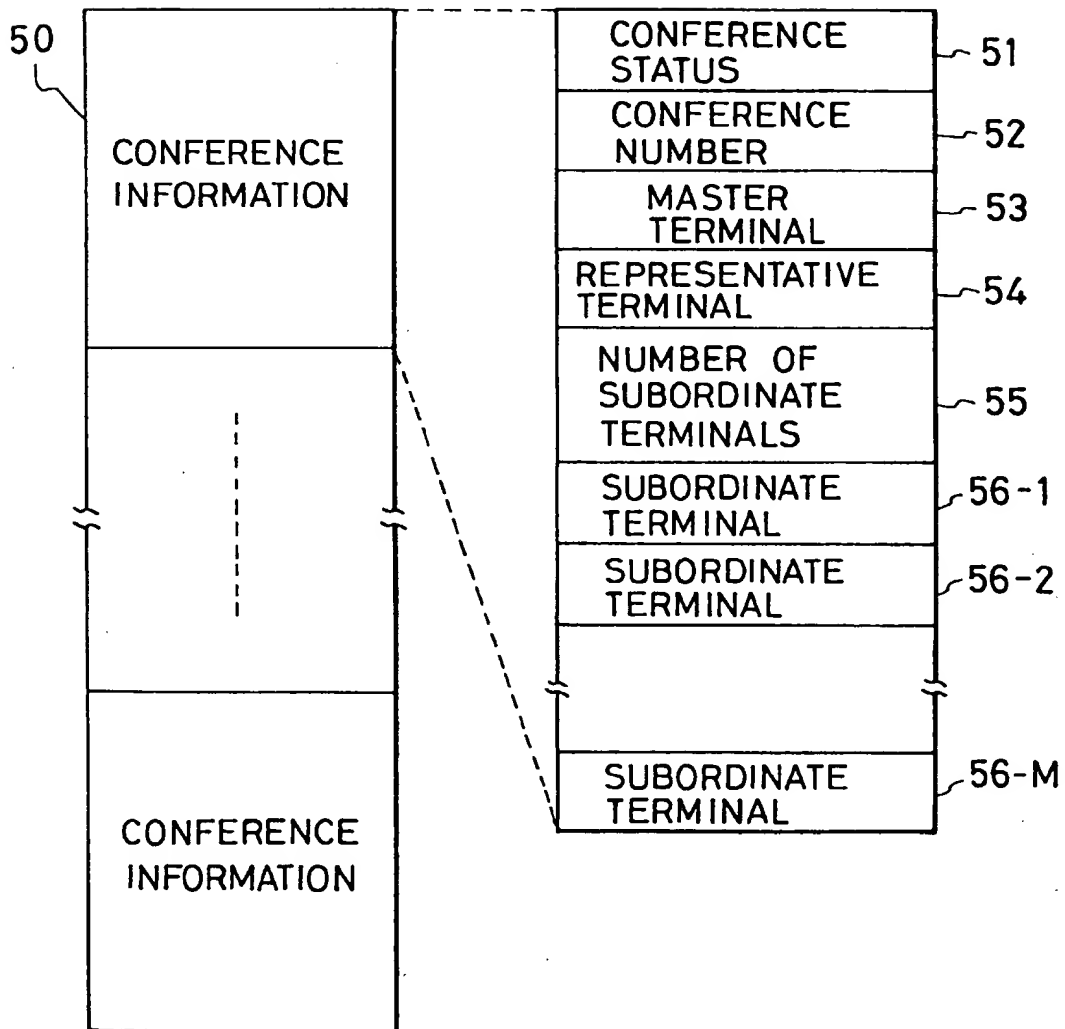 50
CONFERENCE
INFORMATION
CONFERENCE
INFORMATION
CONFERENCE
STATUS
51
CONFERENCE
NUMBER
52
MASTER
TERMINAL
53
REPRESENTATIVE
TERMINAL
54
NUMBER OF
SUBORDINATE
TERMINALS
55
SUBORDINATE
TERMINAL
56-1
SUBORDINATE
TERMINAL
56-2
SUBORDINATE
TERMINAL
56-M